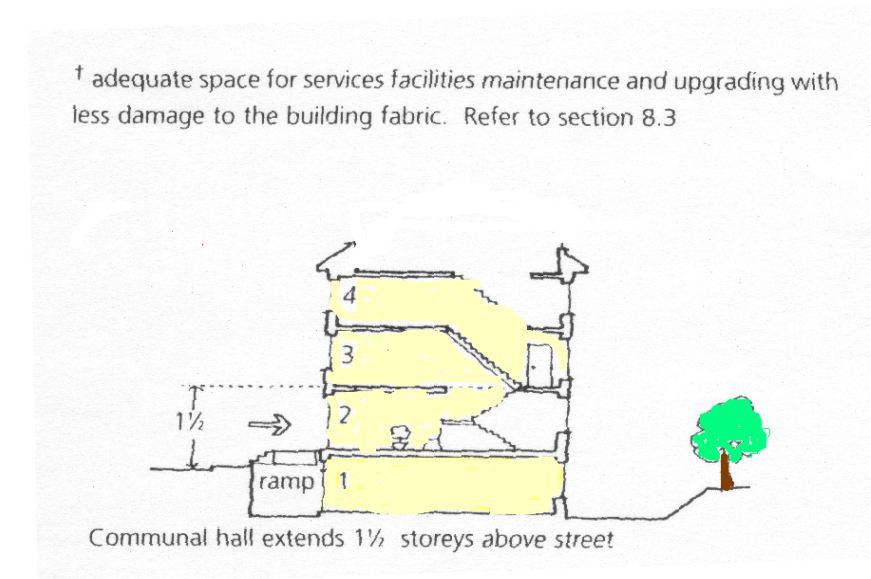 † adequate space for services facilities maintenance and upgrading with
less damage to the building fabric. Refer to section 8.3
4
3
1½
2
ramp
1
Communal hall extends 1½ storeys above street